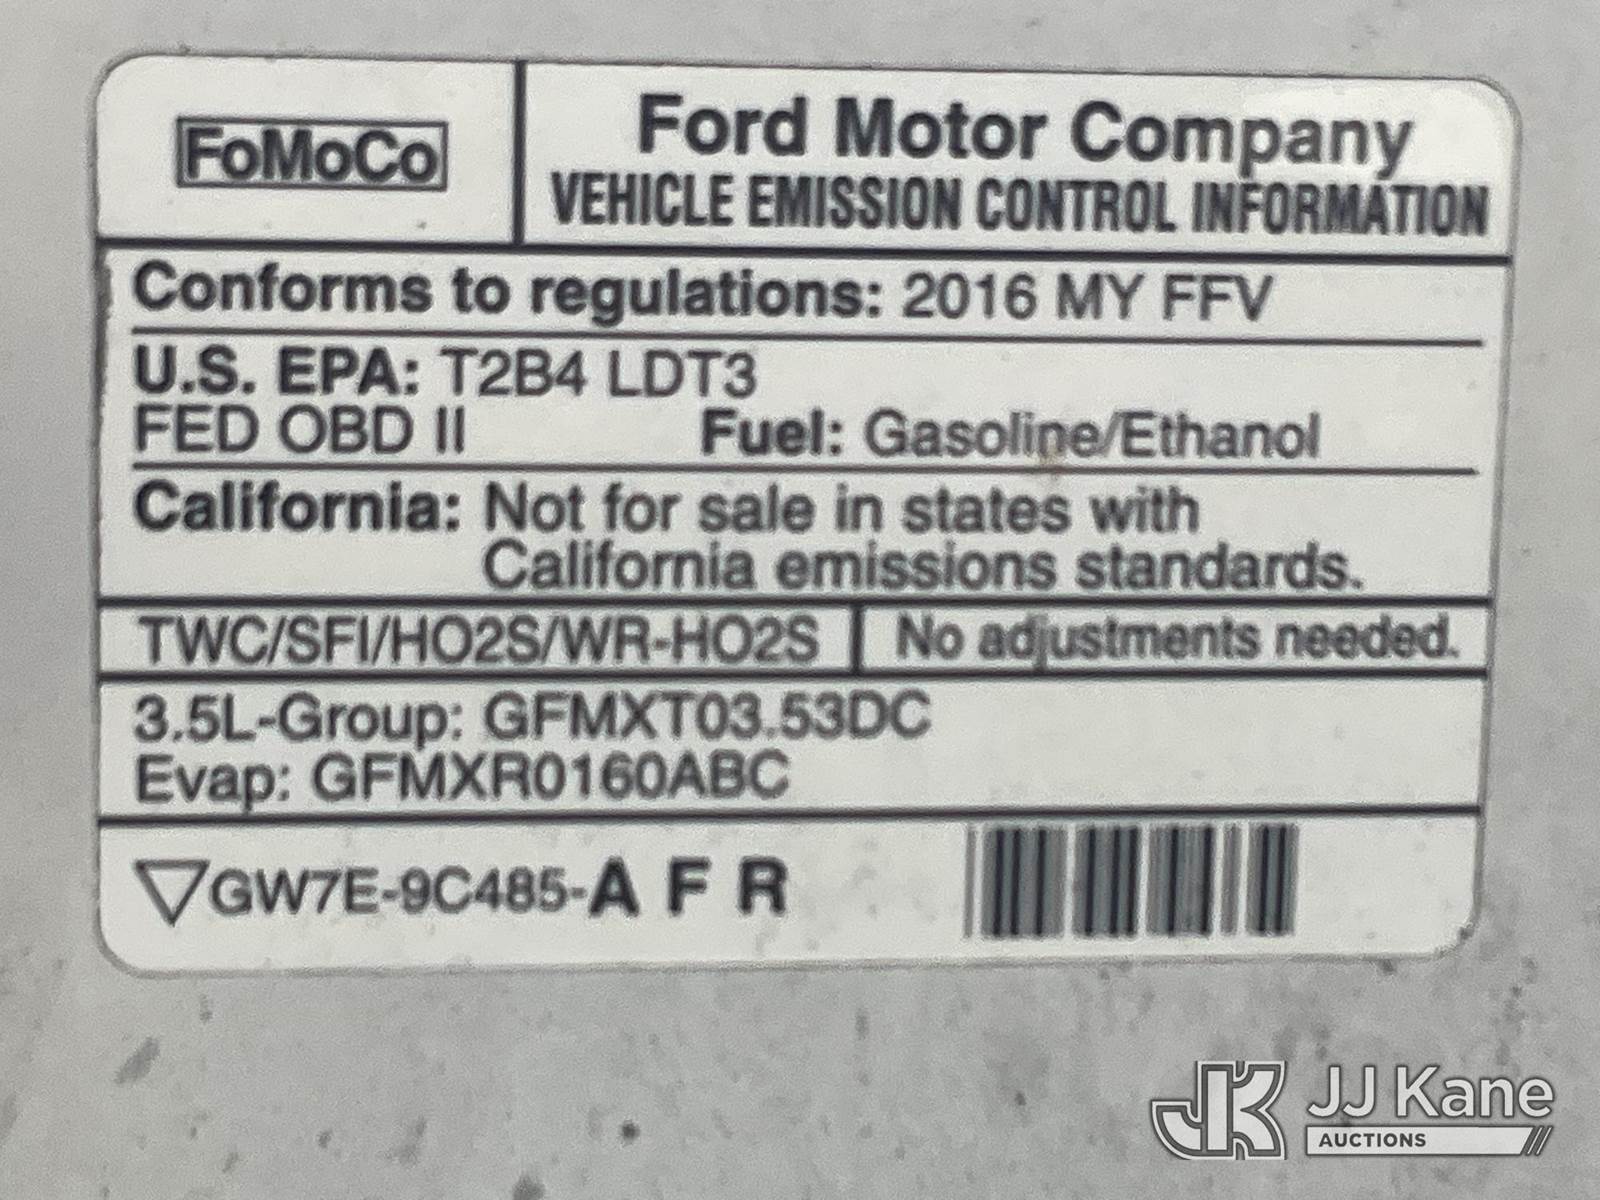 FoMoCo
Ford Motor Company
VEHICLE EMISSION CONTROL INFORMATION
Conforms to regulations: 2016 MY FFV
U.S. EPA: T2B4 LDT3
FED OBD II Fuel: Gasoline/Ethanol
California: Not for sale in states with
California emissions standards.
TWC/SFI/HO2S/WR-HO2S No adjustments needed.
3.5L-Group: GFMXT03.53DC
Evap: GFMXR0160ABC
▽GW7E-9C485-A F R
JK JJ Kane
AUCTIONS